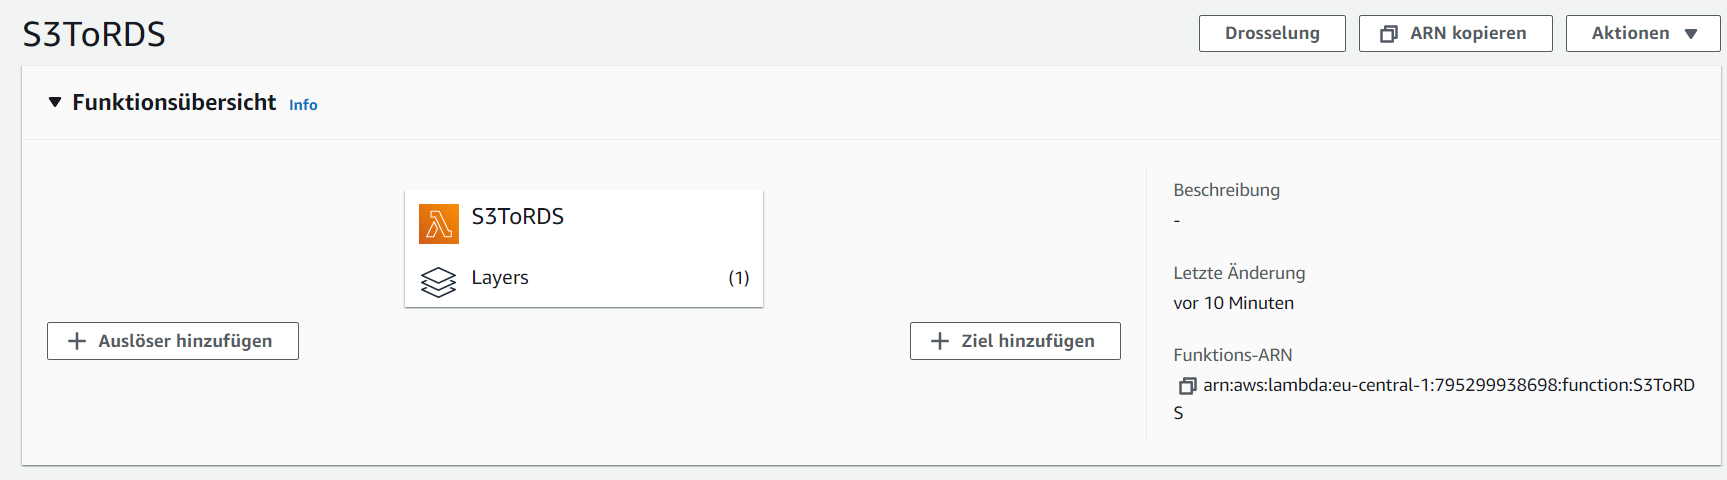 S3ToRDS
Drosselung
ARN kopieren
Aktionen
Funktionsübersicht Info
S3ToRDS
Layers (1)
Auslöser hinzufügen
Ziel hinzufügen
Beschreibung
-
Letzte Änderung
vor 10 Minuten
Funktions-ARN
arn:aws:lambda:eu-central-1:795299938698:function:S3ToRD
S